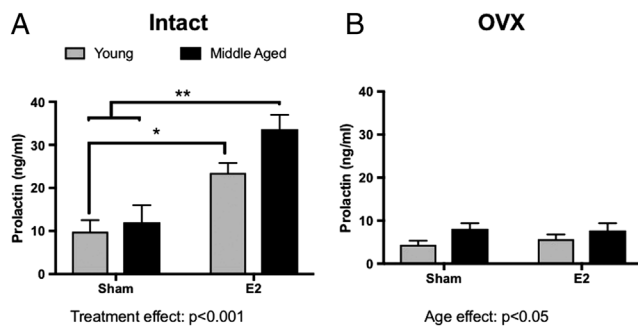 A
Intact
Young
Middle Aged
Prolactin (ng/ml)
40
30
20
10
0
**
*
Sham
E2
Treatment effect: p<0.001
B
OVX
Prolactin (ng/ml)
40
30
20
10
0
Sham
E2
Age effect: p<0.05